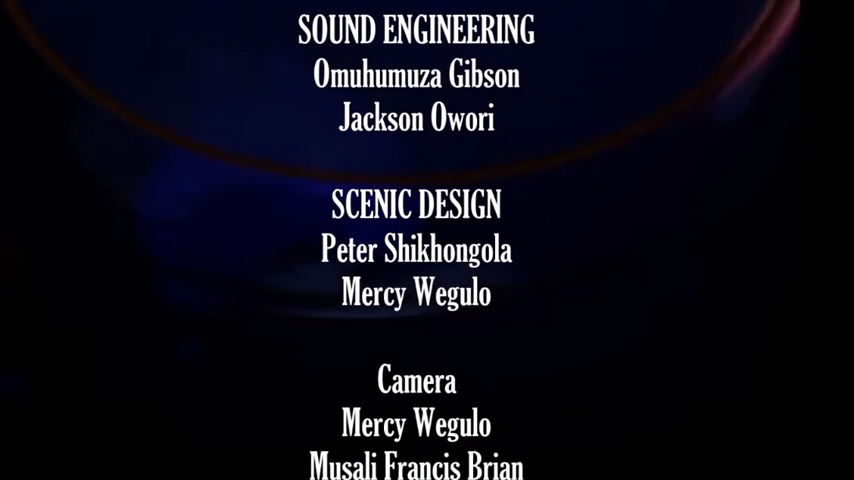 SOUND ENGINEERING
Omuhumuza Gibson
Jackson Owori
SCENIC DESIGN
Peter Shikhongola
Mercy Wegulo
Camera
Mercy Wegulo
Musali Francis Brian